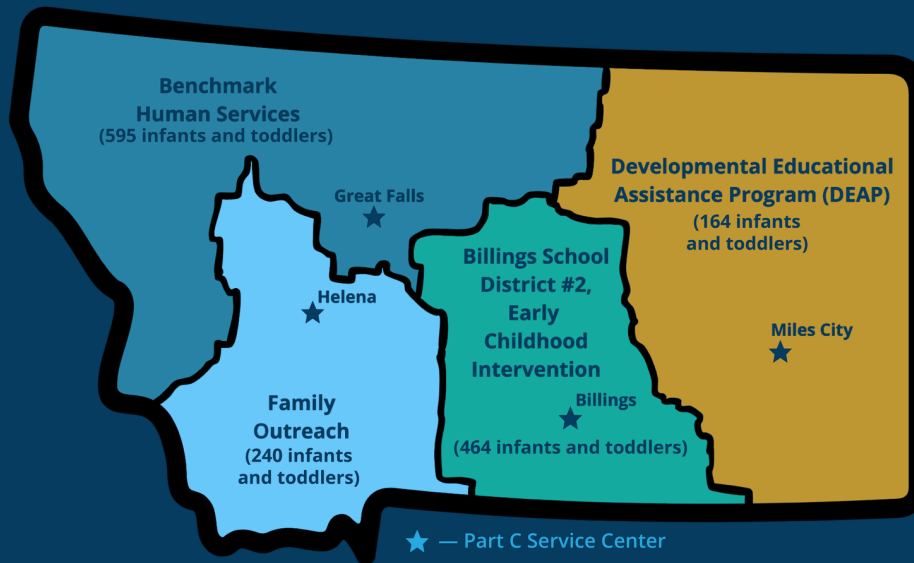 Benchmark
Human Services
(595 infants and toddlers)
Great Falls
Helena
Family
Outreach
(240 infants
and toddlers)
Billings School
District #2,
Early
Childhood
Intervention
Billings
(464 infants and toddlers)
Developmental Educational
Assistance Program (DEAP)
(164 infants
and toddlers)
Miles City
— Part C Service Center